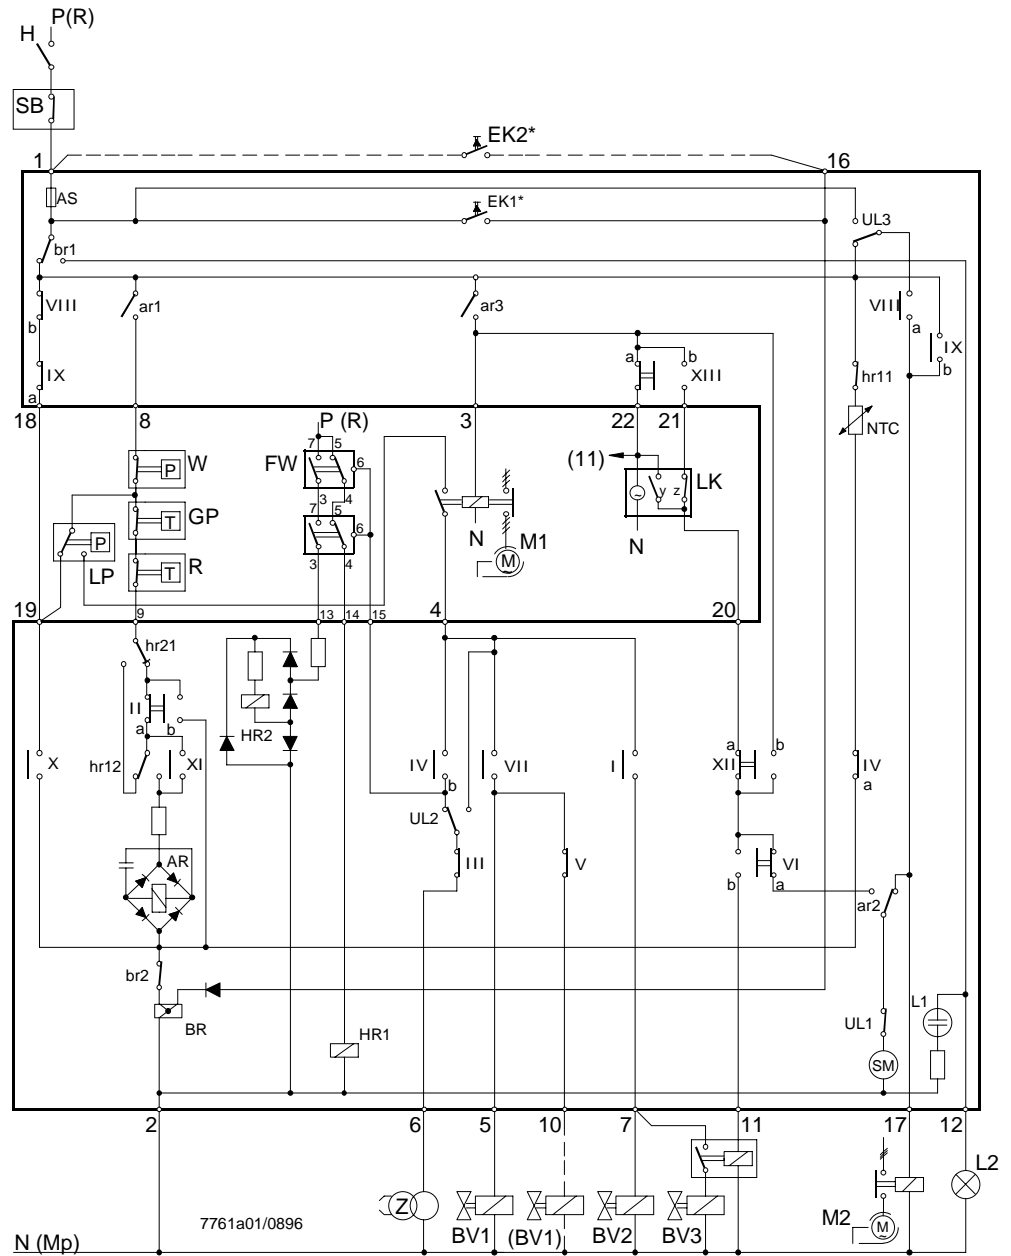 P(R)
H
SB
EK2*
1
16
AS
EK1*
UL3
br1
VIII
b
ar1
ar3
VIII
a
IX
b
a
b
XIII
IX
a
hr11
18
8
P (R)
3
22
21
NTC
7
5
FW
6
3
4
(11)
LK
y
z
W
P
GP
T
R
T
P
LP
7
5
6
3
4
N
M1
M
N
19
9
13
14
15
4
20
hr21
II
a
b
HR2
X
hr12
XI
IV
b
VII
I
a
b
XII
IV
a
UL2
III
V
VI
b
a
AR
ar2
br2
BR
HR1
L1
UL1
SM
2
6
5
10
7
11
17
12
L2
Z
BV1
(BV1)
BV2
BV3
M2
M
7761a01/0896
N (Mp)